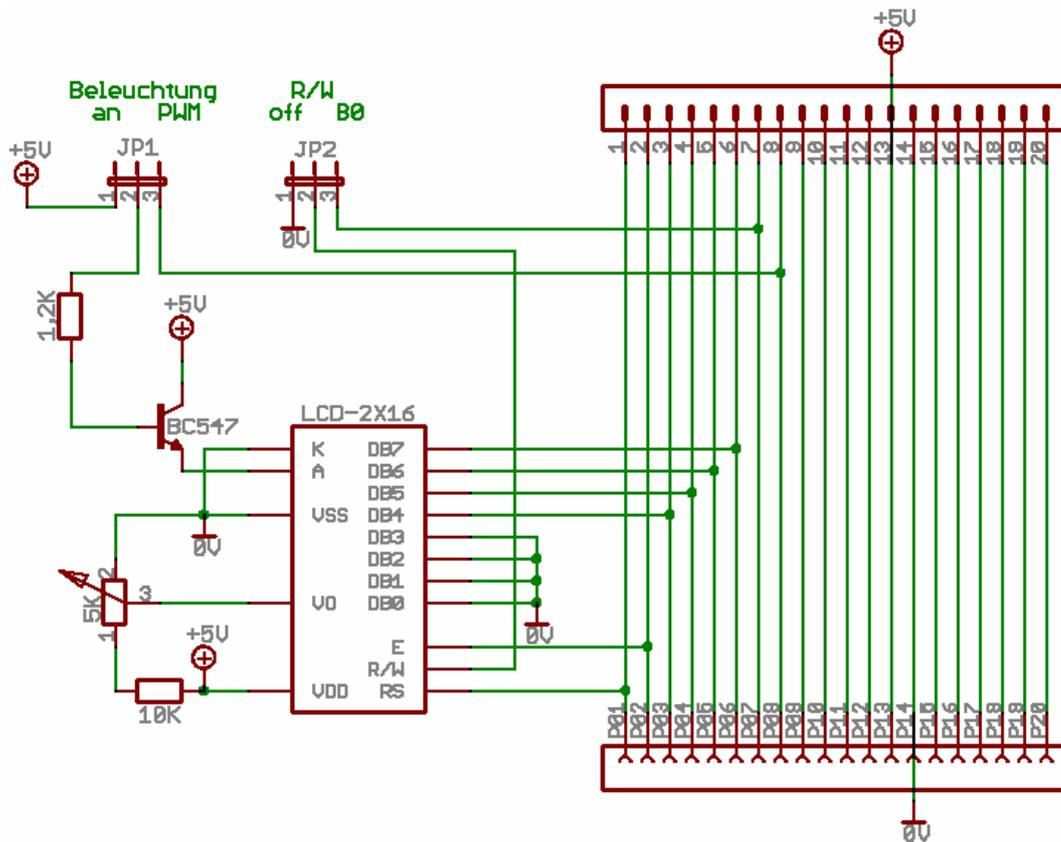 +5V
Beleuchtung
an PWM
R/W
off B0
+5V
JP1
JP2
1
2
3
1
2
3
0V
1
2
3
4
5
6
7
8
9
10
11
12
13
14
15
16
17
18
19
20
1,2K
+5V
BC547
LCD-2X16
K
A
VSS
VO
VDD
DB7
DB6
DB5
DB4
DB3
DB2
DB1
DB0
E
R/W
RS
0V
2
5K
3
1
+5V
10K
0V
P01
P02
P03
P04
P05
P06
P07
P08
P09
P10
P11
P12
P13
P14
P15
P16
P17
P18
P19
P20
0V